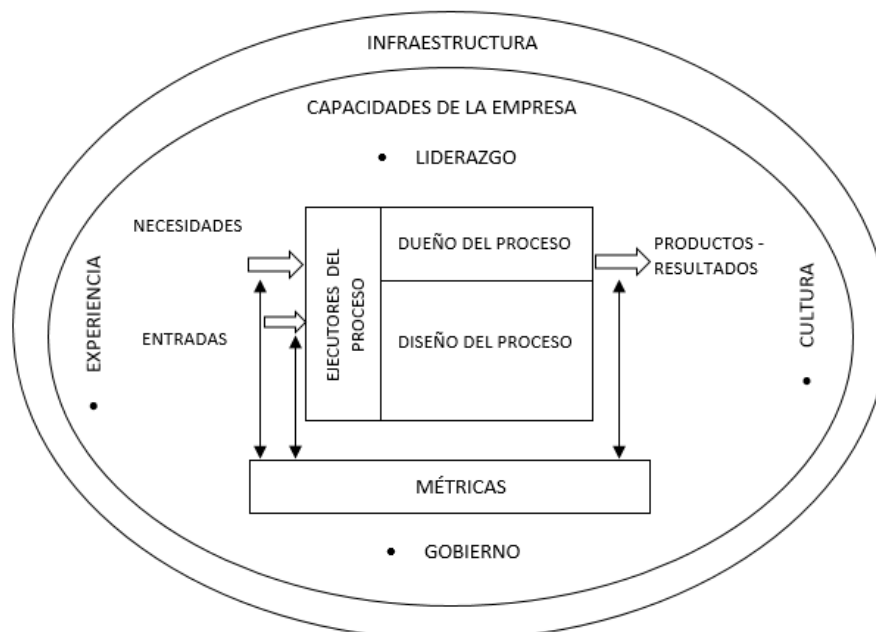 INFRAESTRUCTURA
CAPACIDADES DE LA EMPRESA
• LIDERAZGO
NECESIDADES
ENTRADAS
• EXPERIENCIA
EJECUTORES DEL
PROCESO
DUEÑO DEL PROCESO
DISEÑO DEL PROCESO
PRODUCTOS -
RESULTADOS
• CULTURA
MÉTRICAS
• GOBIERNO